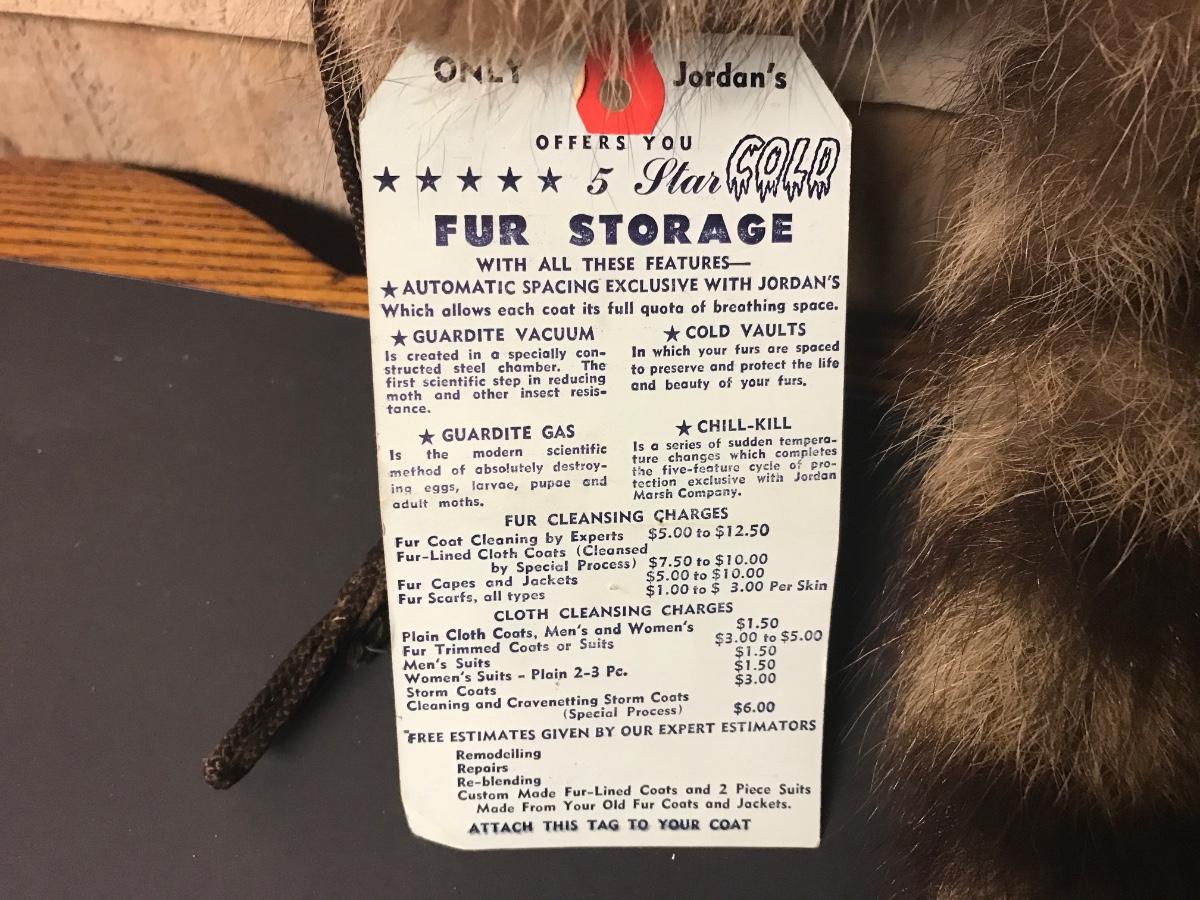 ONLY Jordan's
OFFERS YOU
★ ★ ★ ★ ★ 5 Star COLD
FUR STORAGE
WITH ALL THESE FEATURES—
★ AUTOMATIC SPACING EXCLUSIVE WITH JORDAN'S
Which allows each coat its full quota of breathing space.
★ GUARDITE VACUUM
Is created in a specially con-
structed steel chamber. The
first scientific step in reducing
moth and other insect resis-
tance.
★ COLD VAULTS
In which your furs are spaced
to preserve and protect the life
and beauty of your furs.
★ GUARDITE GAS
Is the modern scientific
method of absolutely destroy-
ing eggs, larvae, pupae and
adult moths.
★ CHILL-KILL
Is a series of sudden tempera-
ture changes which completes
the five-feature cycle of pro-
tection exclusive with Jordan
Marsh Company.
FUR CLEANSING CHARGES
Fur Coat Cleaning by Experts $5.00 to $12.50
Fur-Lined Cloth Coats (Cleansed
by Special Process) $7.50 to $10.00
Fur Capes and Jackets $5.00 to $10.00
Fur Scarfs, all types $1.00 to $ 3.00 Per Skin
CLOTH CLEANSING CHARGES
Plain Cloth Coats, Men's and Women's $1.50
Fur Trimmed Coats or Suits $3.00 to $5.00
Men's Suits $1.50
Women's Suits - Plain 2-3 Pc. $1.50
Storm Coats $3.00
Cleaning and Cravenetting Storm Coats
(Special Process) $6.00
FREE ESTIMATES GIVEN BY OUR EXPERT ESTIMATORS
Remodeiling
Repairs
Re-blending
Custom Made Fur-Lined Coats and 2 Piece Suits
Made From Your Old Fur Coats and Jackets.
ATTACH THIS TAG TO YOUR COAT